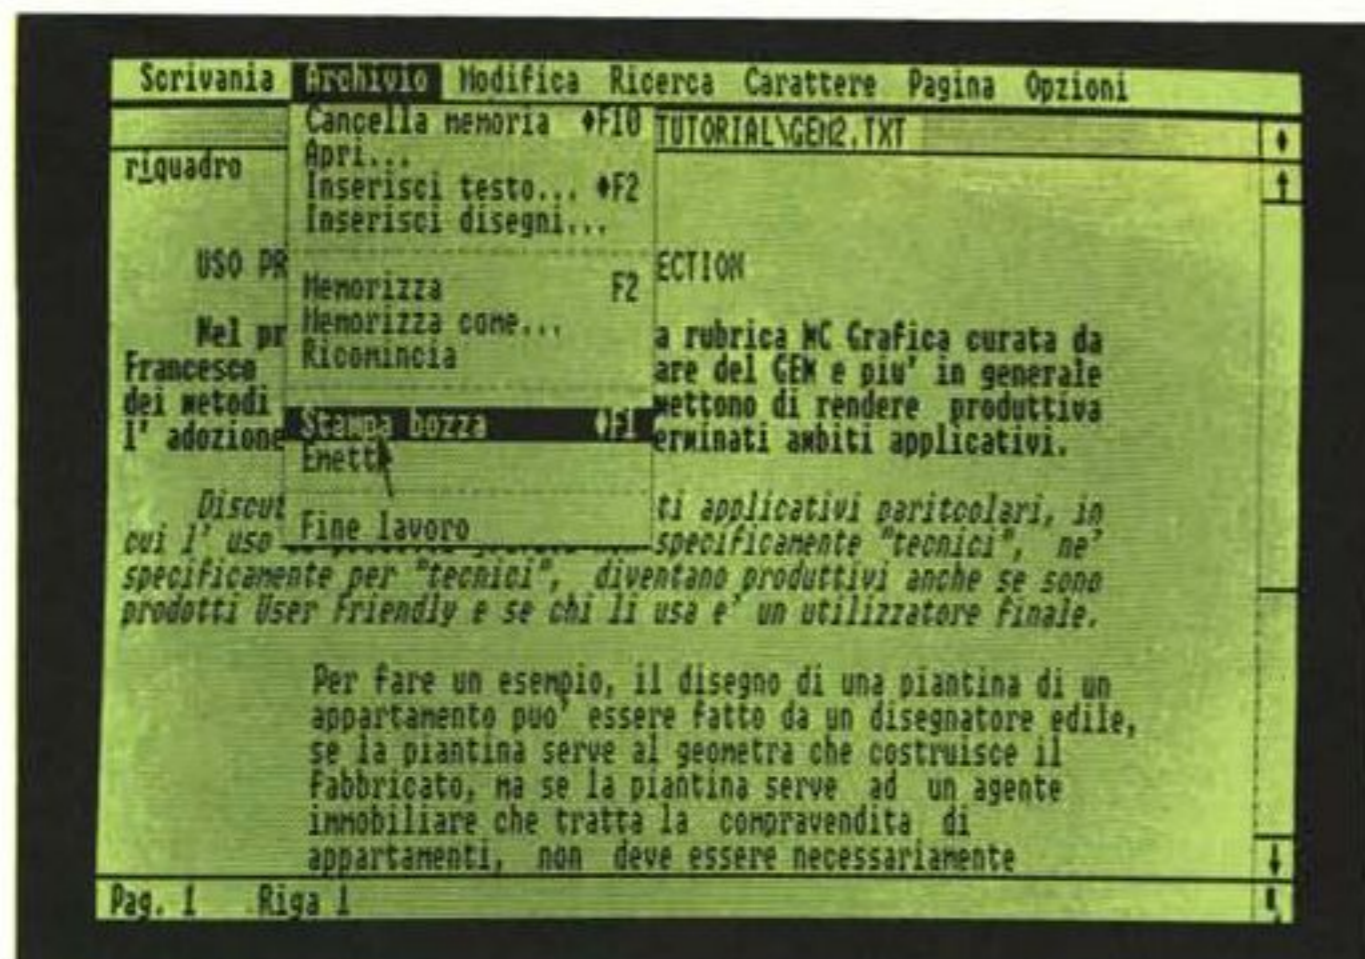 Scrivania Archivio Modifica Ricerca Carattere Pagina Opzioni
TUTORIAL\GEM2.TXT
Cancella memoria ♦F10
Apri...
Inserisci testo... ♦F2
Inserisci disegni...
Memorizza F2
Memorizza come...
Ricomincia
Stampa bozza ♦F1
Emetti
Fine lavoro
riquadro
USO PR ECTION
Nel pr a rubrica MC Grafica curata da
Francesco are del GEM e piu' in generale
dei metodi mettono di rendere produttiva
l' adozione erminati ambiti applicativi.
Discut ti applicativi paritcolari, in
cui l' uso specificamente "tecnici", ne'
specificamente per "tecnici", diventano produttivi anche se sono
prodotti User Friendly e se chi li usa e' un utilizzatore finale.
Per fare un esempio, il disegno di una piantina di un
appartamento puo' essere fatto da un disegnatore edile,
se la piantina serve al geometra che costruisce il
fabbricato, ma se la piantina serve ad un agente
immobiliare che tratta la compravendita di
appartamenti, non deve essere necessariamente
Pag. 1 Riga 1